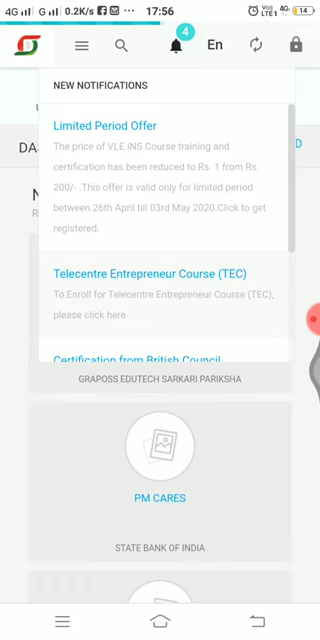 4G G 0.2K/s ... 17:56 Vo) LTE1 4G 14
4
En
NEW NOTIFICATIONS
Limited Period Offer
The price of VLE INS Course training and
certification has been reduced to Rs. 1 from Rs.
200/- .This offer is valid only for limited period
between 26th April till 03rd May 2020.Click to get
registered.
Telecentre Entrepreneur Course (TEC)
To Enroll for Telecentre Entrepreneur Course (TEC),
please click here
Certification from British Council
DA
D
N
R
GRAPOSS EDUTECH SARKARI PARIKSHA
PM CARES
STATE BANK OF INDIA